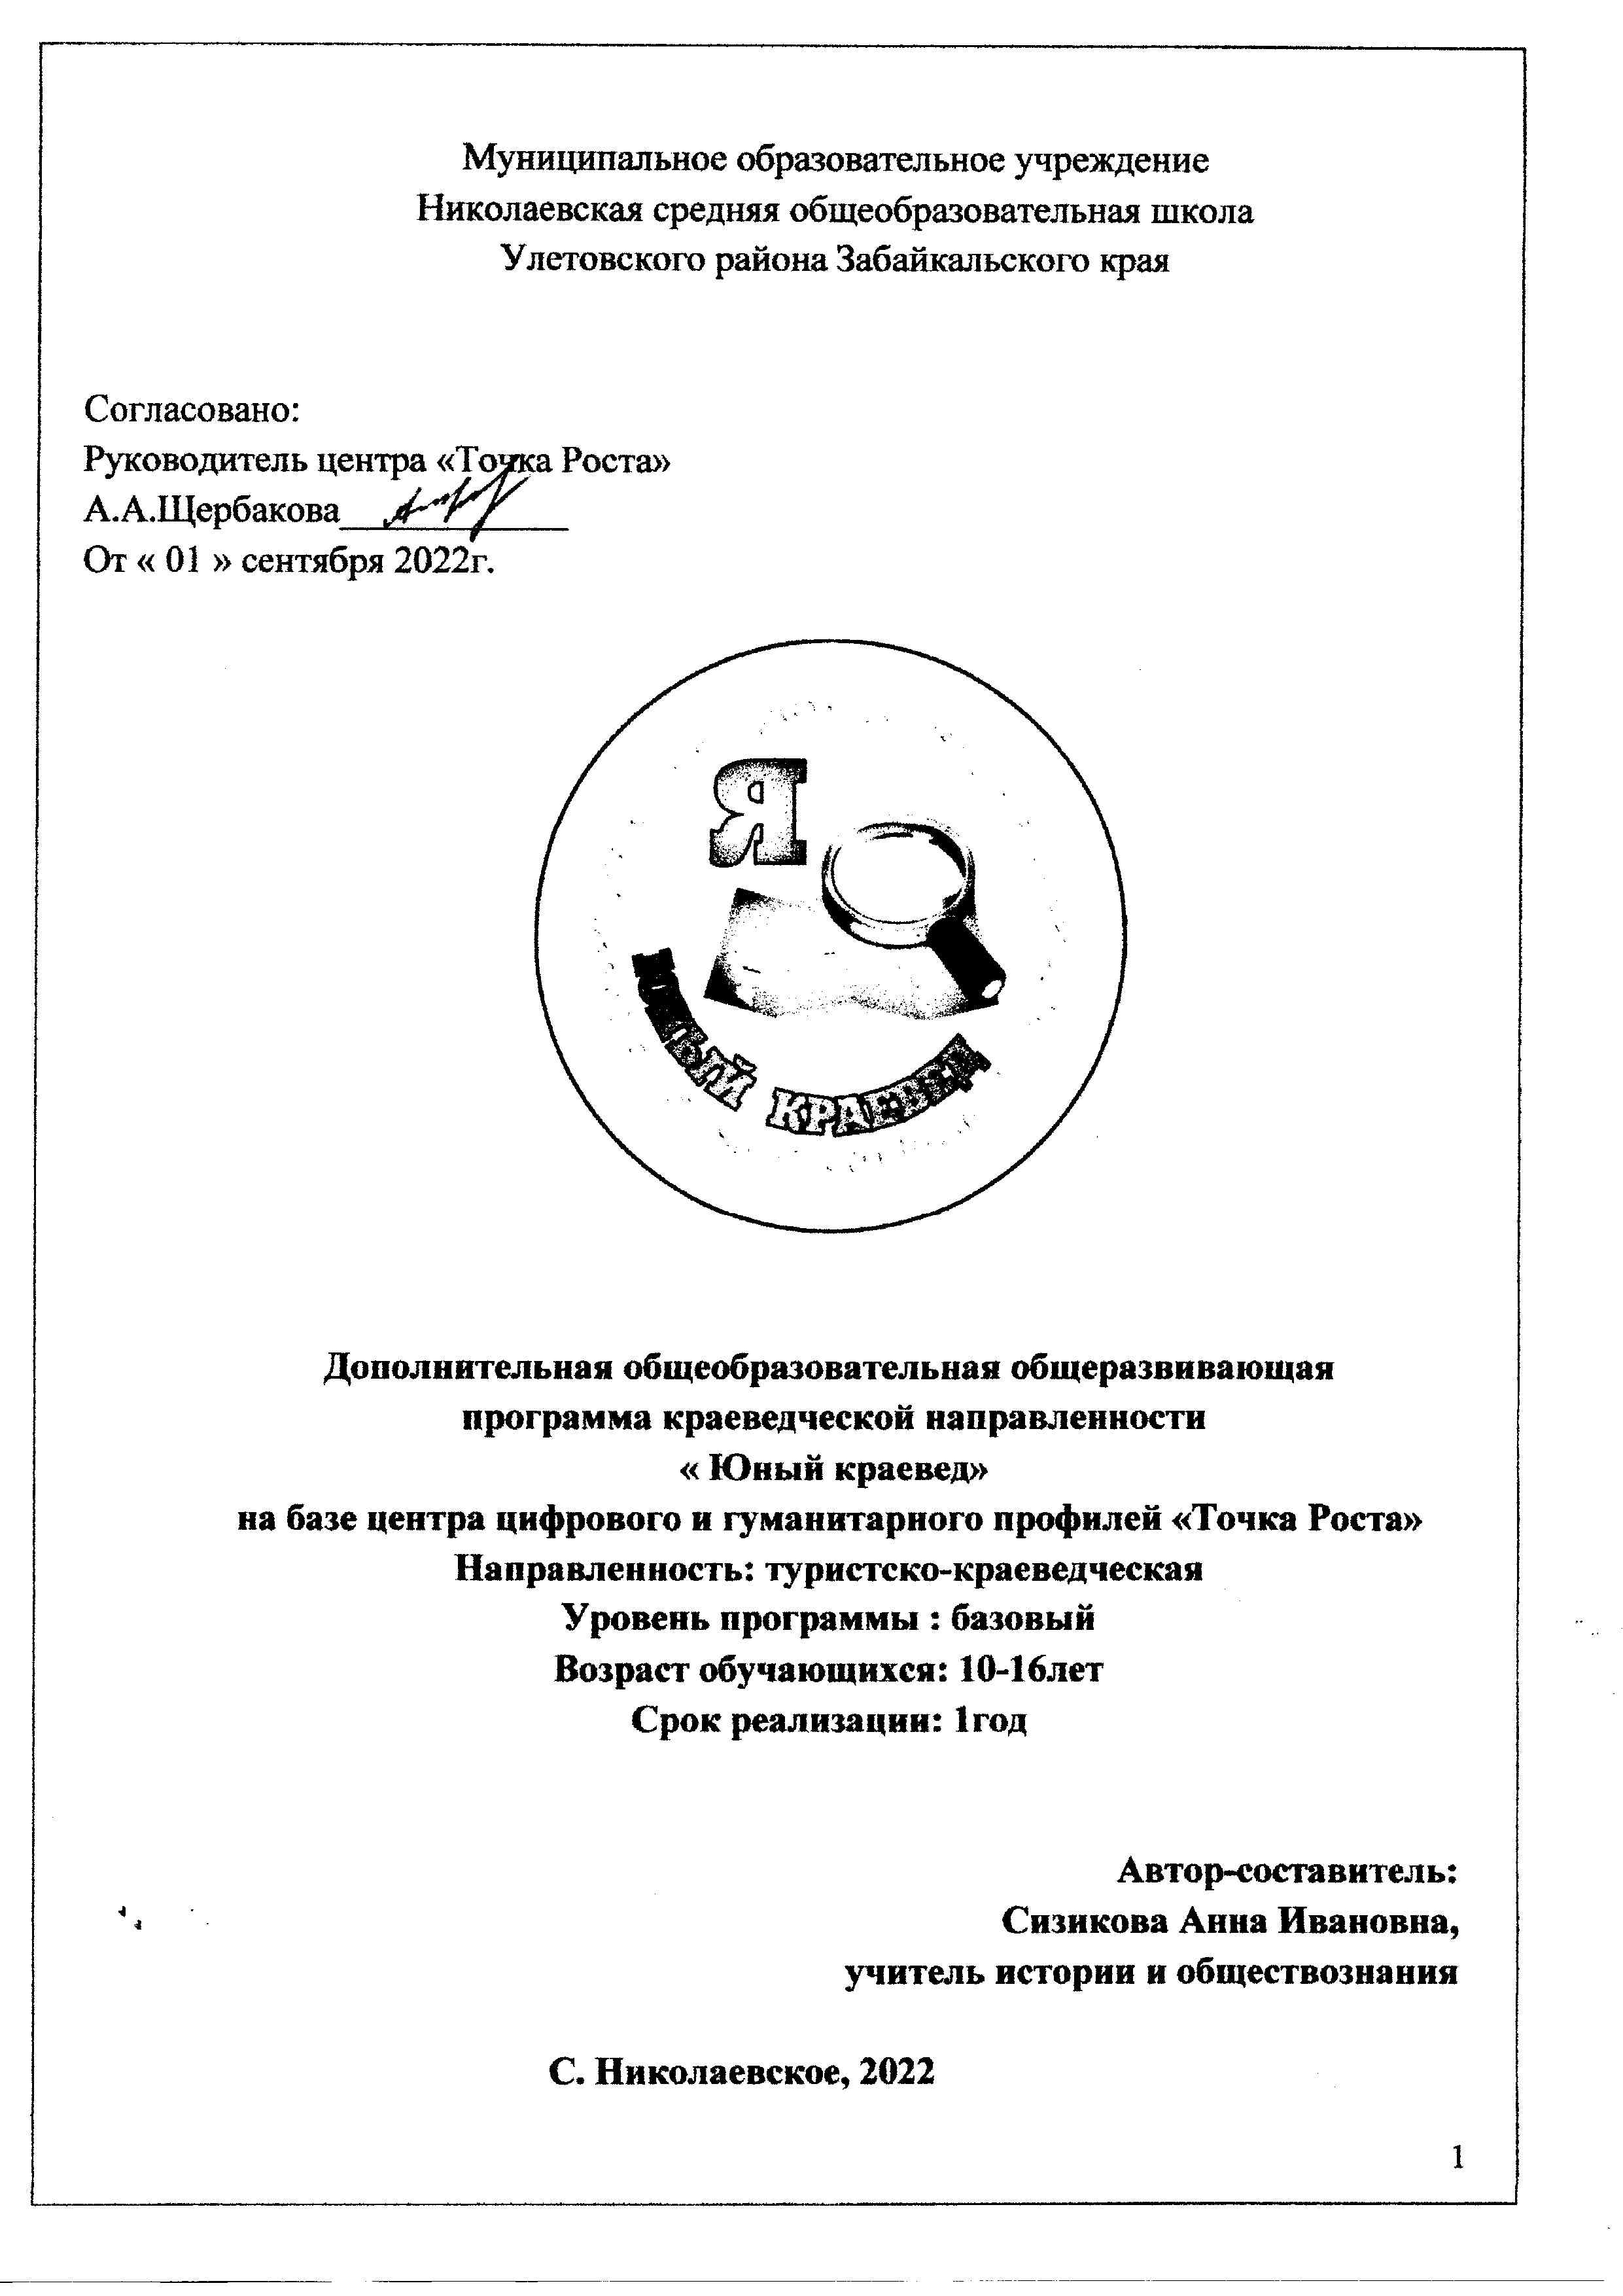 Муниципальное образовательное учреждение
Николаевская средняя общеобразовательная школа
Улетовского района Забайкальского края
Согласовано:
Руководитель центра «Точка Роста»
А.А.Щербакова______________
От « 01 » сентября 2022г.
Я
ЮНЫЙ КРАЕВЕД
Дополнительная общеобразовательная общеразвивающая
программа краеведческой направленности
« Юный краевед»
на базе центра цифрового и гуманитарного профилей «Точка Роста»
Направленность: туристско-краеведческая
Уровень программы : базовый
Возраст обучающихся: 10-16лет
Срок реализации: 1год
Автор-составитель:
Сизикова Анна Ивановна,
учитель истории и обществознания
С. Николаевское, 2022
1